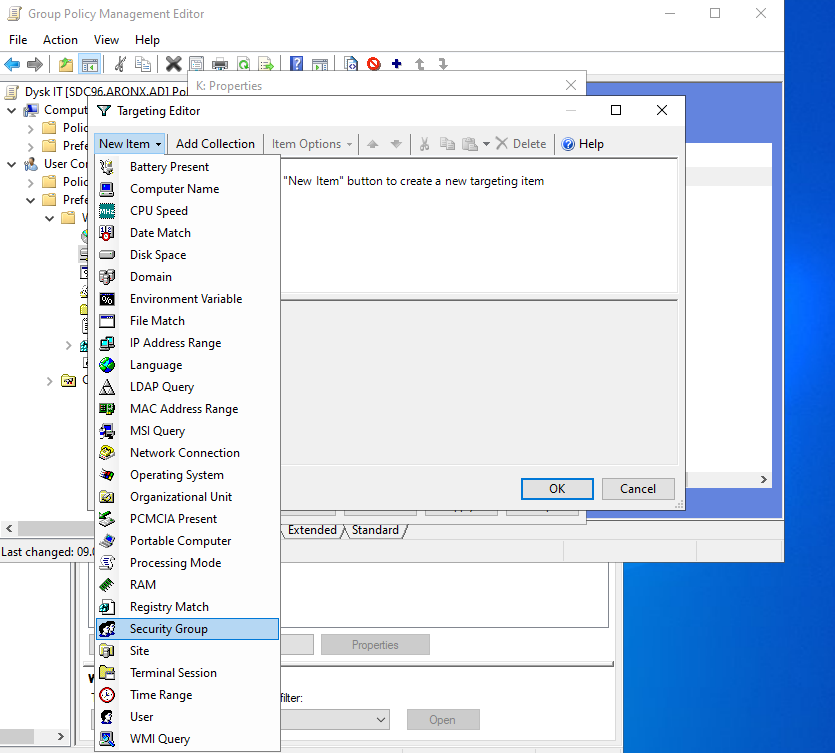 Group Policy Management Editor
File Action View Help
Dysk IT [SDC96.ARONX.AD] Pol
K: Properties
Comput
Targeting Editor
Polic
Prefe
New Item Add Collection Item Options Delete Help
User Con
Battery Present
Polic
"New Item" button to create a new targeting item
Computer Name
Prefe
CPU Speed
W
Date Match
Disk Space
Domain
Environment Variable
File Match
IP Address Range
Language
C
LDAP Query
MAC Address Range
MSI Query
Network Connection
Operating System
OK Cancel
Organizational Unit
PCMCIA Present
Extended Standard
Portable Computer
Last changed: 09.0
Processing Mode
RAM
Registry Match
Security Group
Properties
Site
Terminal Session
Time Range
filter:
User
Open
WMI Query